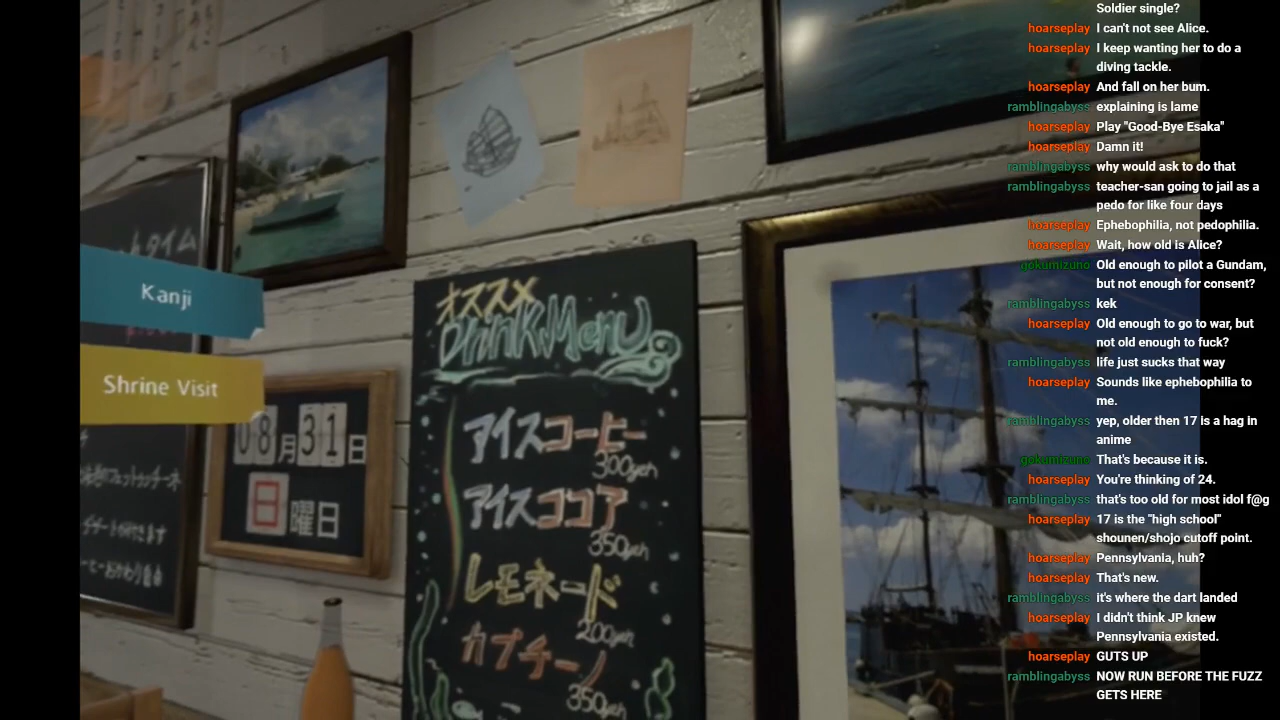 Kanji
Shrine Visit
トタイム
08月31日
日曜日
オススメ
Drink Menu
アイスコーヒー
300yen
アイスココア
350yen
レモネード
200yen
カプチーノ
350yen
Soldier single?
hoarseplay I can't not see Alice.
hoarseplay I keep wanting her to do a
diving tackle.
hoarseplay And fall on her bum.
ramblingabyss explaining is lame
hoarseplay Play "Good-Bye Esaka"
hoarseplay Damn it!
ramblingabyss why would ask to do that
ramblingabyss teacher-san going to jail as a
pedo for like four days
hoarseplay Ephebophilia, not pedophilia.
hoarseplay Wait, how old is Alice?
gokumizuno Old enough to pilot a Gundam,
but not enough for consent?
ramblingabyss kek
hoarseplay Old enough to go to war, but
not old enough to fuck?
ramblingabyss life just sucks that way
hoarseplay Sounds like ephebophilia to
me.
ramblingabyss yep, older then 17 is a hag in
anime
gokumizuno That's because it is.
hoarseplay You're thinking of 24.
ramblingabyss that's too old for most idol f@g
hoarseplay 17 is the "high school"
shounen/shojo cutoff point.
hoarseplay Pennsylvania, huh?
hoarseplay That's new.
ramblingabyss it's where the dart landed
hoarseplay I didn't think JP knew
Pennsylvania existed.
hoarseplay GUTS UP
ramblingabyss NOW RUN BEFORE THE FUZZ
GETS HERE